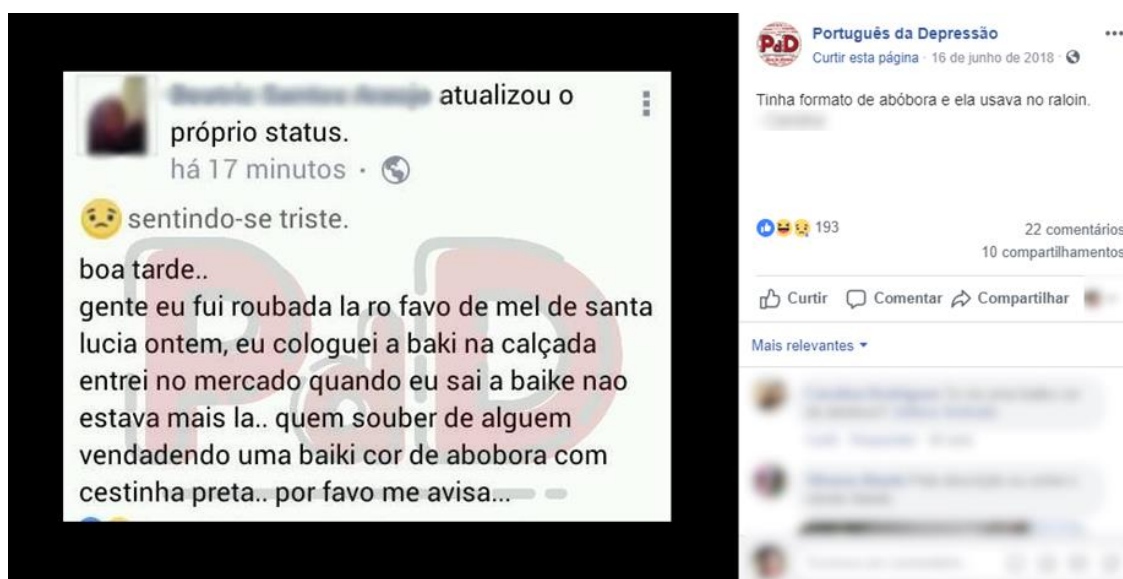 atualizou o
próprio status.
há 17 minutos ·
sentindo-se triste.
boa tarde..
gente eu fui roubada la ro favo de mel de santa
lucia ontem, eu cologuei a baki na calçada
entrei no mercado quando eu sai a baike nao
estava mais la.. quem souber de alguem
vendadendo uma baiki cor de abobora com
cestinha preta.. por favo me avisa...
PdD
PdD
Português da Depressão
Curtir esta página · 16 de junho de 2018 ·
Tinha formato de abóbora e ela usava no raloin.
193
22 comentários
10 compartilhamentos
Curtir Comentar Compartilhar
Mais relevantes